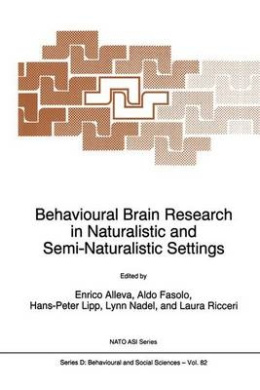 Behavioural Brain Research
in Naturalistic and
Semi-Naturalistic Settings
Edited by
Enrico Alleva, Aldo Fasolo,
Hans-Peter Lipp, Lynn Nadel, and Laura Ricceri
NATO ASI Series
Series D: Behavioural and Social Sciences – Vol. 82